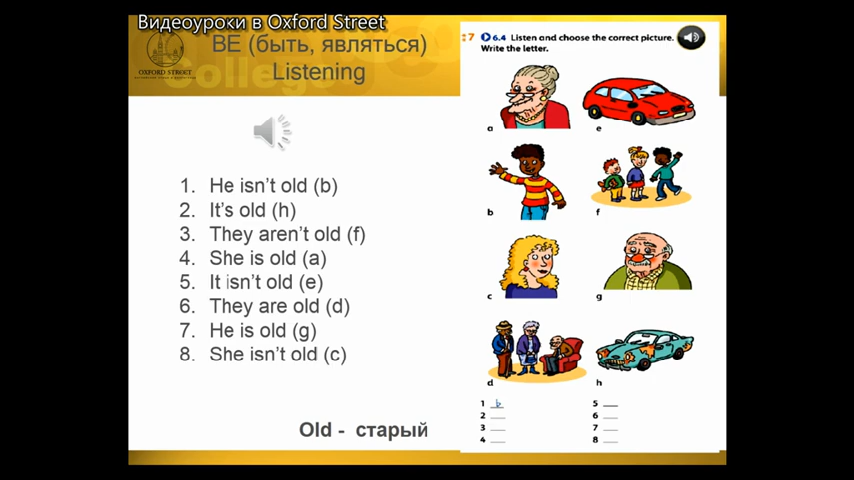 Видеоуроки в Oxford Street
BE (быть, являться)
Listening
OXFORD STREET
College
1. He isn't old (b)
2. It's old (h)
3. They aren't old (f)
4. She is old (a)
5. It isn't old (e)
6. They are old (d)
7. He is old (g)
8. She isn't old (c)
Old - старый
:7 6.4 Listen and choose the correct picture.
Write the letter.
a e
b f
c g
d h
1 b 5
2 6
3 7
4 8